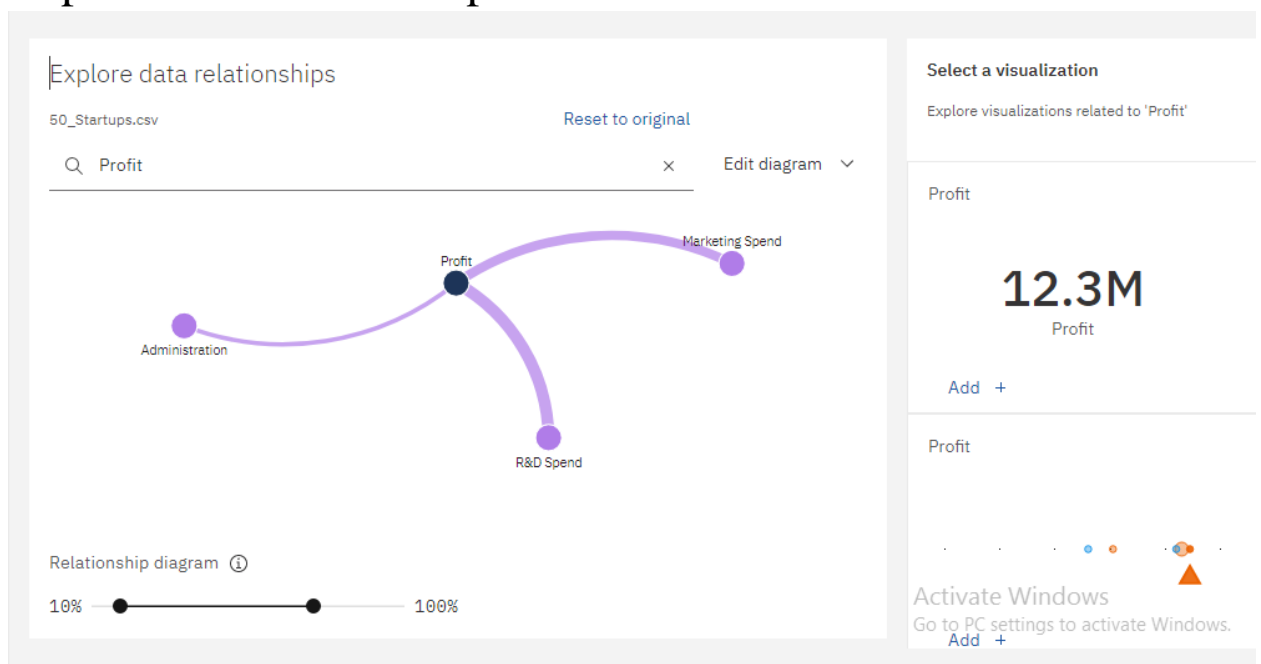 Explore data relationships
50_Startups.csv
Reset to original
Profit
Edit diagram
Marketing Spend
Profit
Administration
R&D Spend
Relationship diagram
10%
100%
Select a visualization
Explore visualizations related to 'Profit'
Profit
12.3M
Profit
Add +
Profit
Activate Windows
Go to PC settings to activate Windows.
Add +